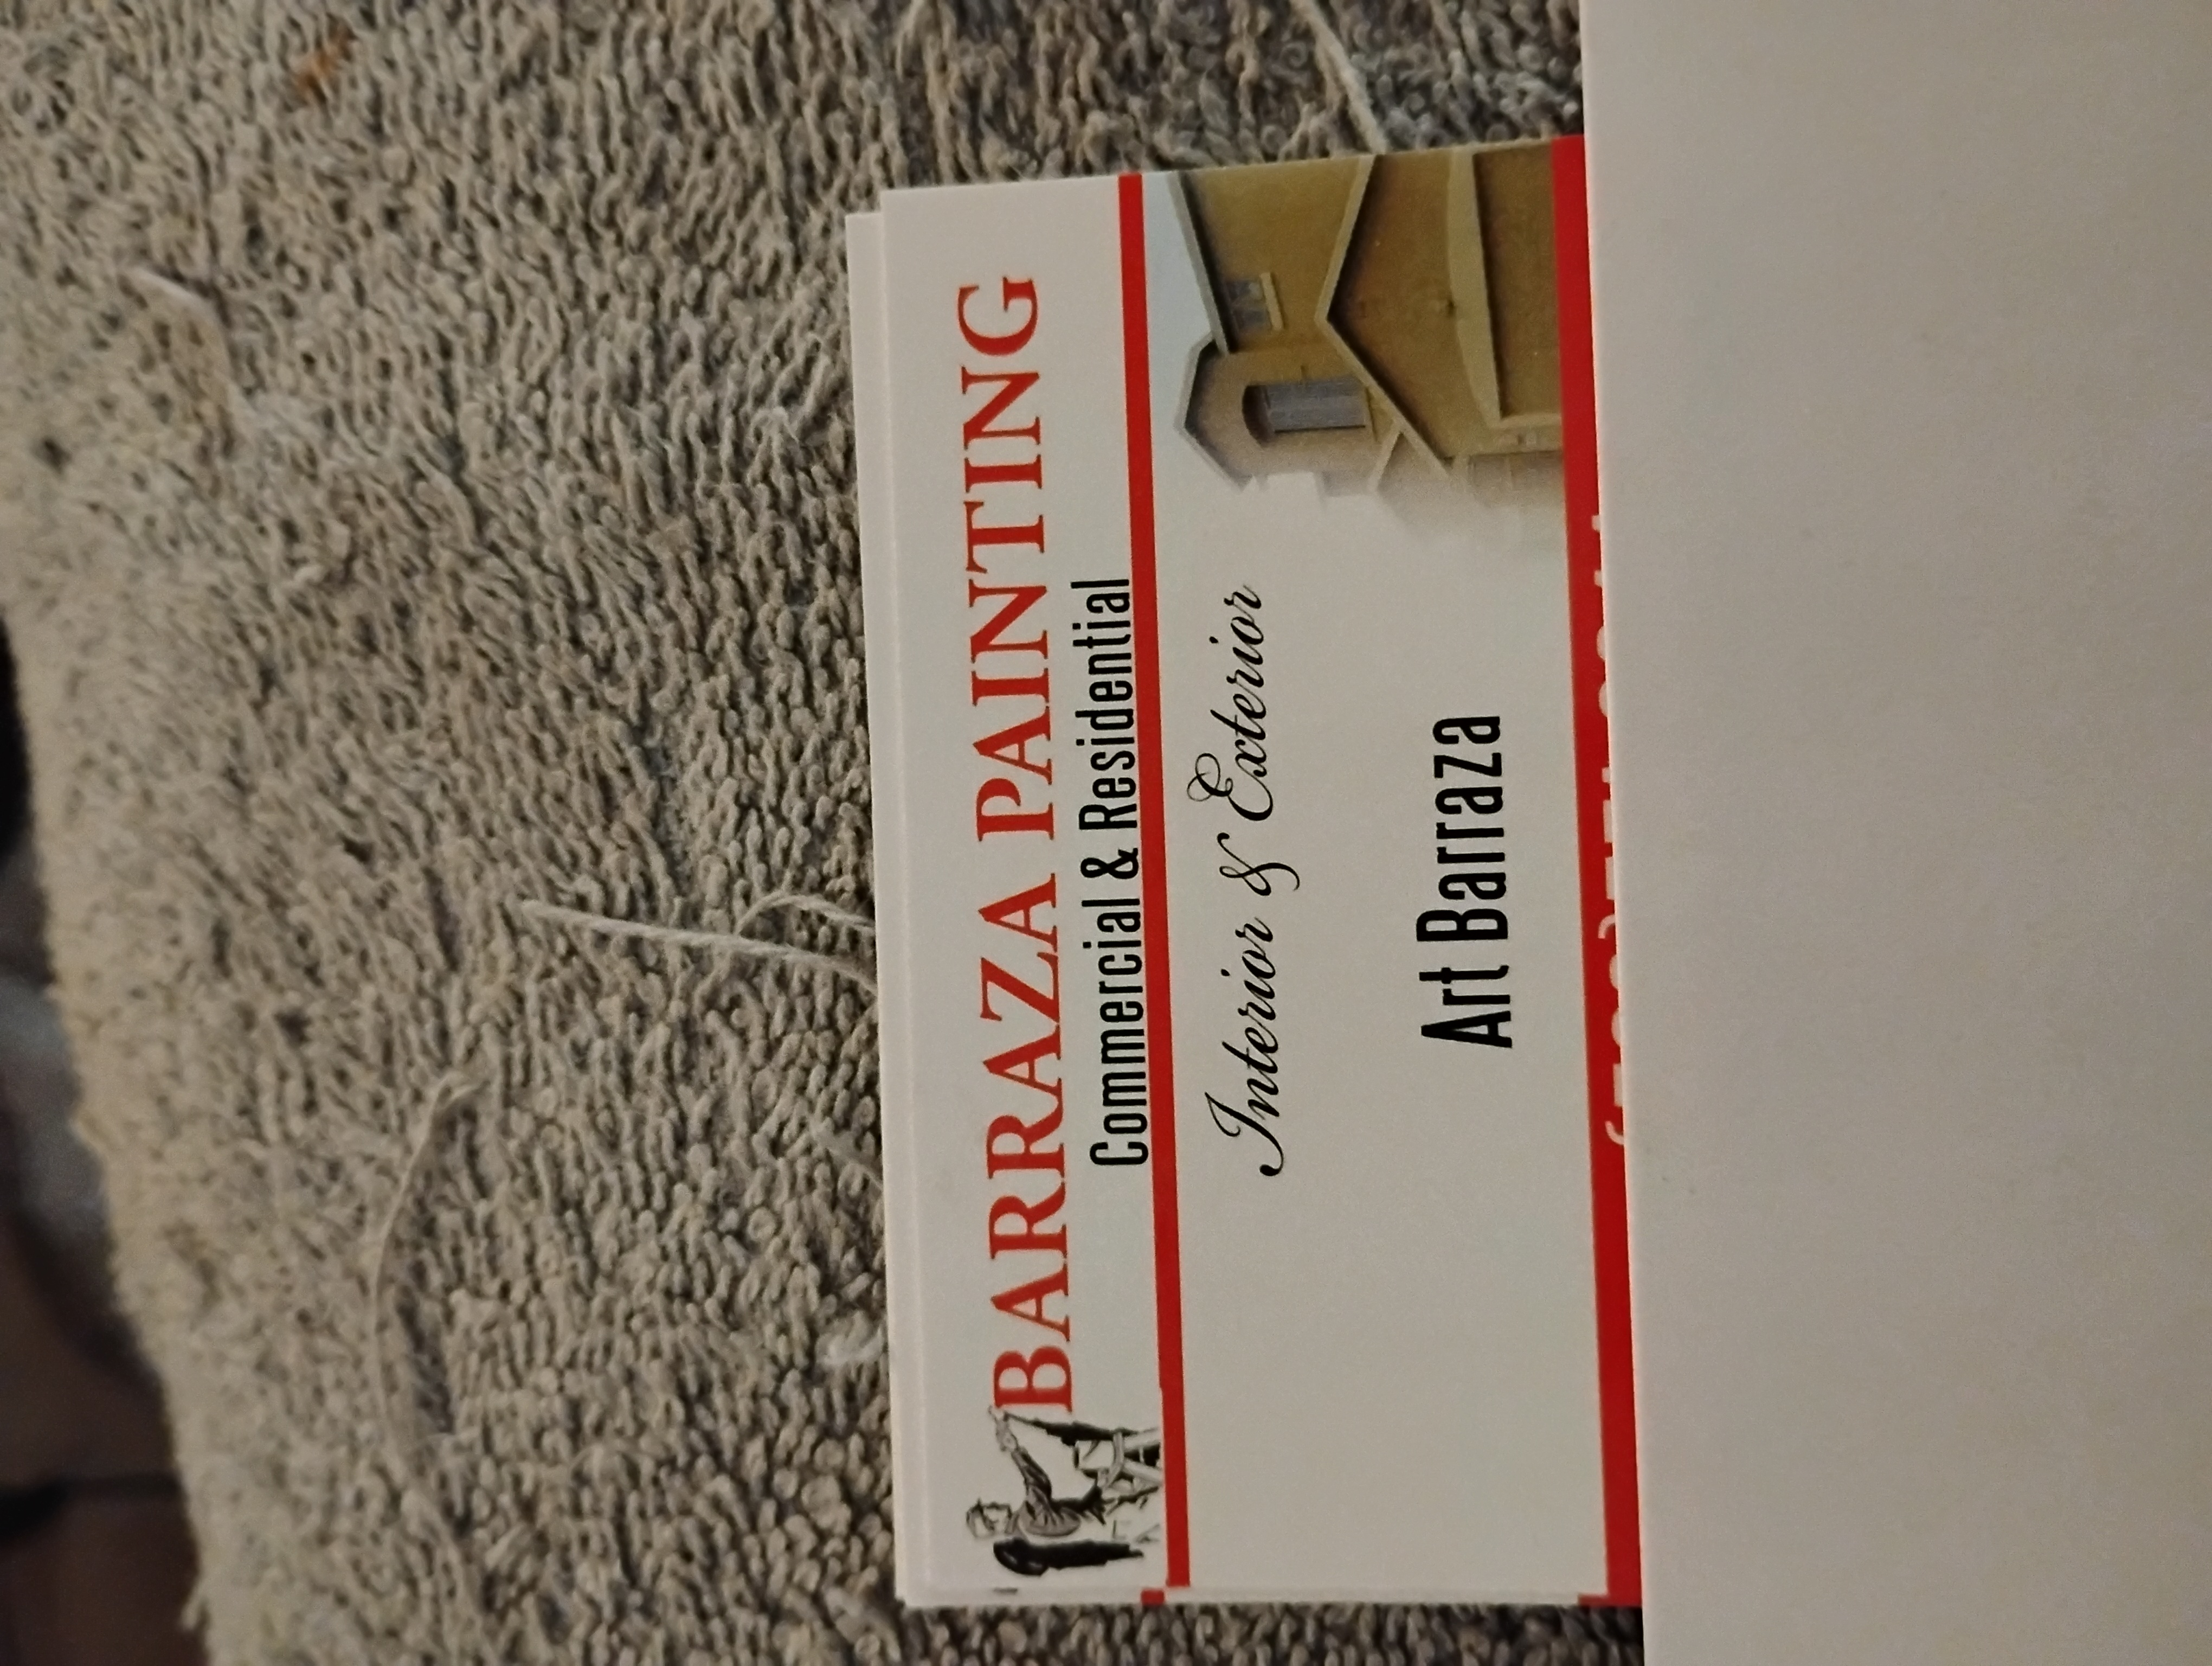 BARRAZA PAINTING
Commercial & Residential
Interior & Exterior
Art Barraza